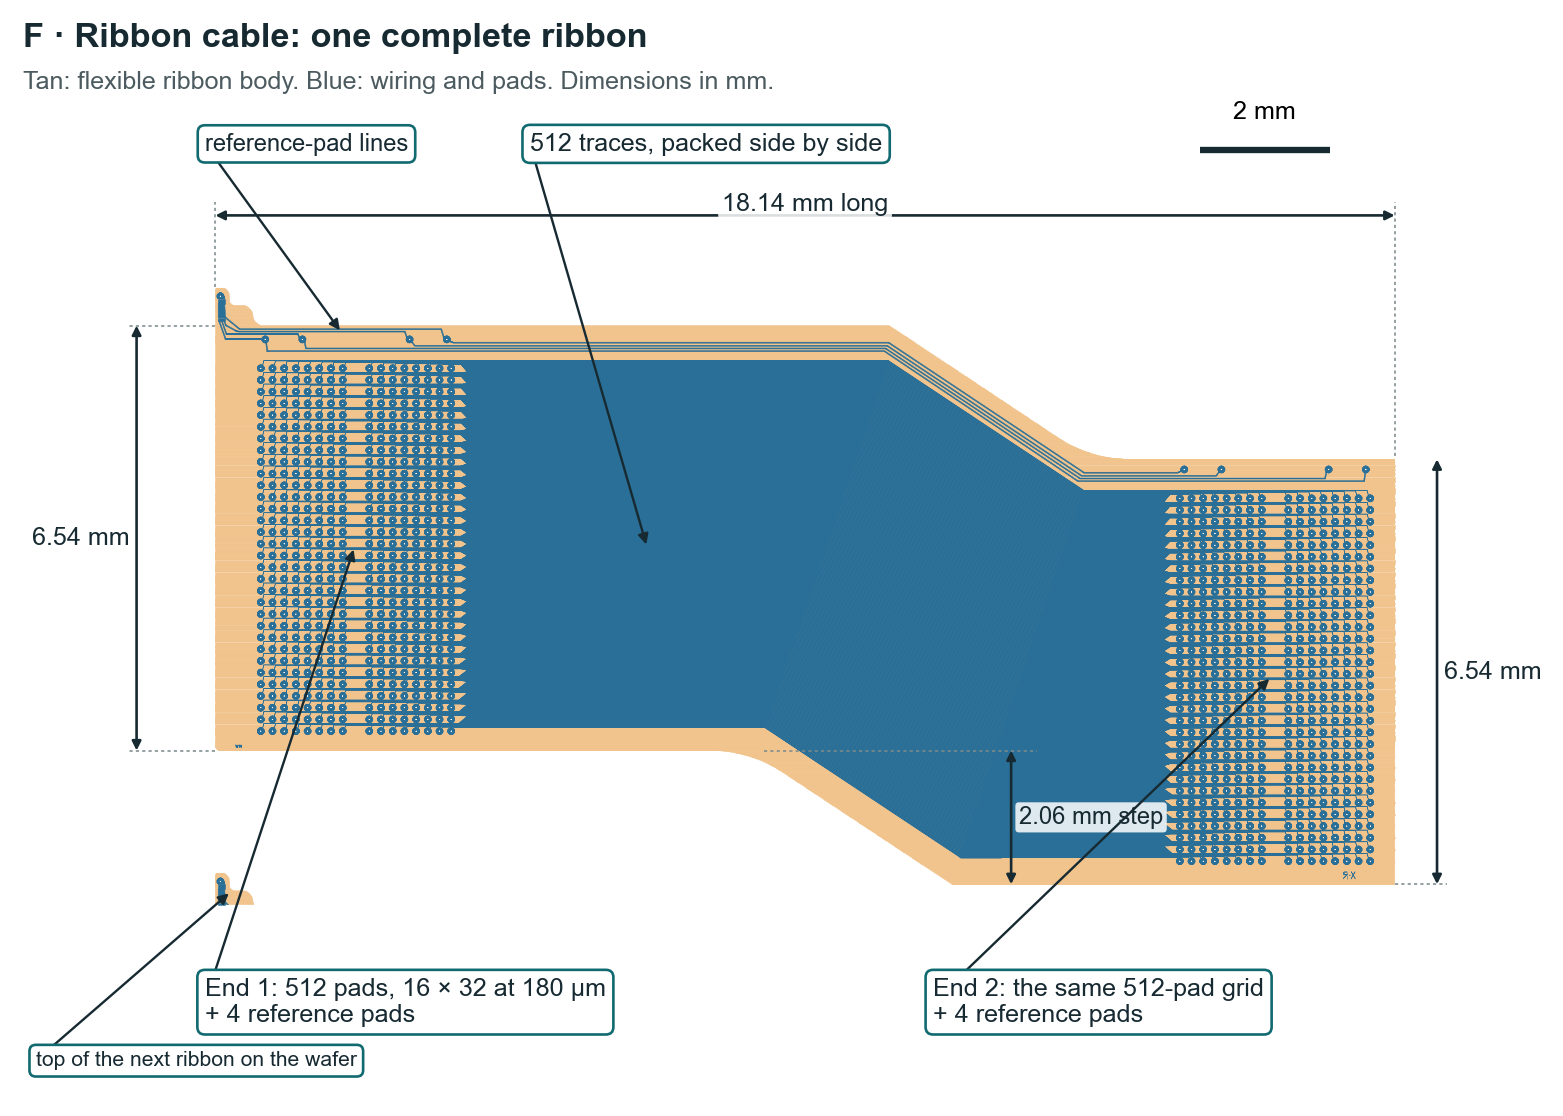 F · Ribbon cable: one complete ribbon
Tan: flexible ribbon body. Blue: wiring and pads. Dimensions in mm.
2 mm
reference-pad lines
512 traces, packed side by side
18.14 mm long
6.54 mm
6.54 mm
2.06 mm step
End 1: 512 pads, 16 × 32 at 180 µm
+ 4 reference pads
End 2: the same 512-pad grid
+ 4 reference pads
top of the next ribbon on the wafer